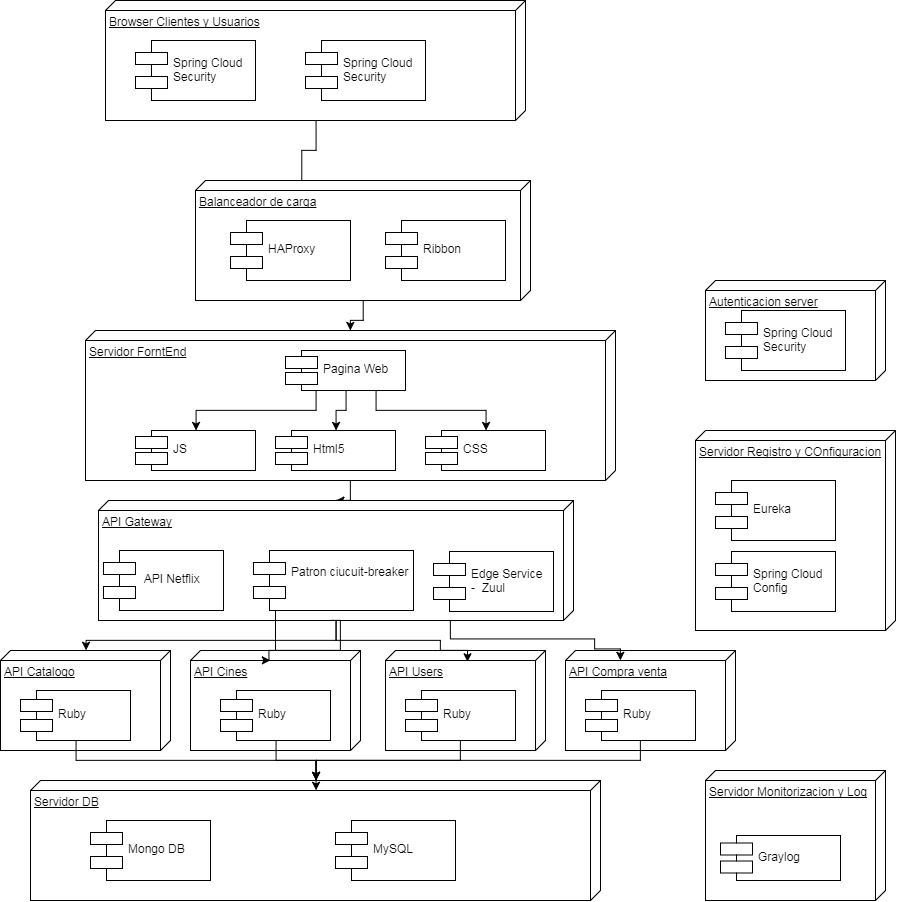 Browser Clientes y Usuarios
Spring Cloud
Security
Spring Cloud
Security
Balanceador de carga
HAProxy
Ribbon
Autenticacion server
Spring Cloud
Security
Servidor ForntEnd
Pagina Web
JS
Html5
CSS
Servidor Registro y COnfiguracion
Eureka
Spring Cloud
Config
API Gateway
API Netflix
Patron ciucuit-breaker
Edge Service
- Zuul
API Catalogo
Ruby
API Cines
Ruby
API Users
Ruby
API Compra venta
Ruby
Servidor DB
Mongo DB
MySQL
Servidor Monitorizacion y Log
Graylog